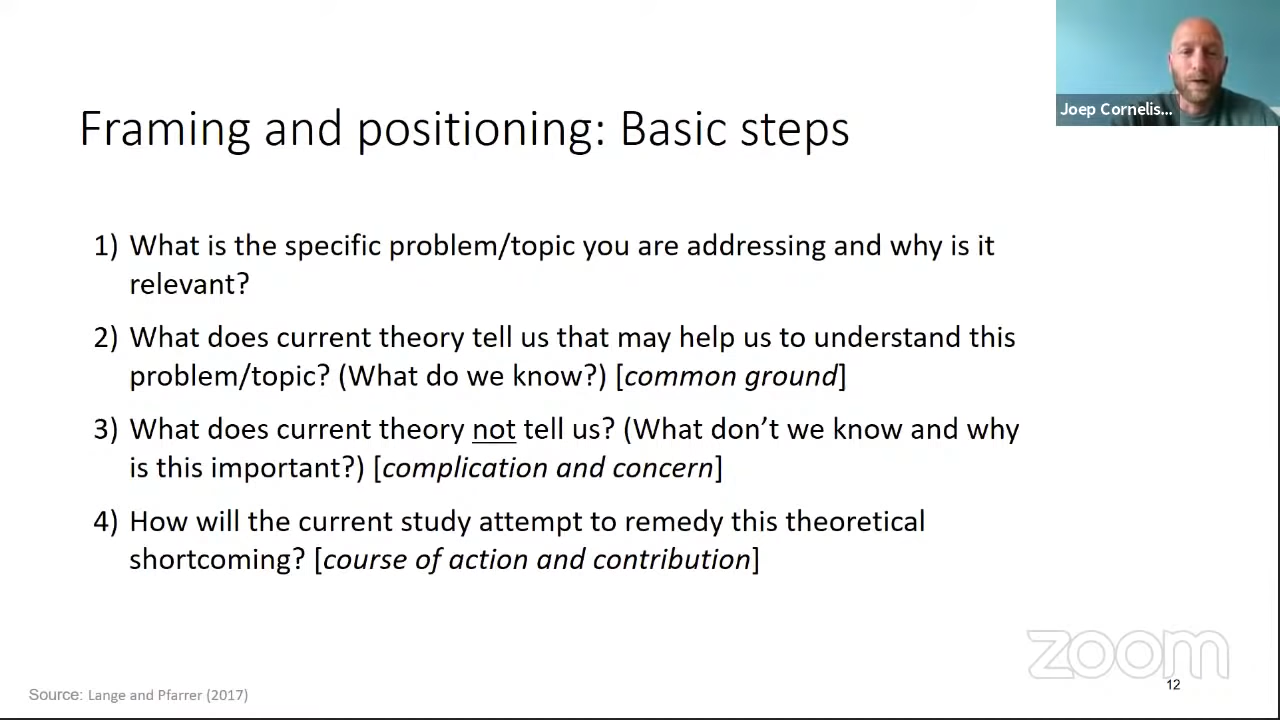 Joep Cornelis...
Framing and positioning: Basic steps
1) What is the specific problem/topic you are addressing and why is it
relevant?
2) What does current theory tell us that may help us to understand this
problem/topic? (What do we know?) [common ground]
3) What does current theory not tell us? (What don’t we know and why
is this important?) [complication and concern]
4) How will the current study attempt to remedy this theoretical
shortcoming? [course of action and contribution]
zoom
12
Source: Lange and Pfarrer (2017)